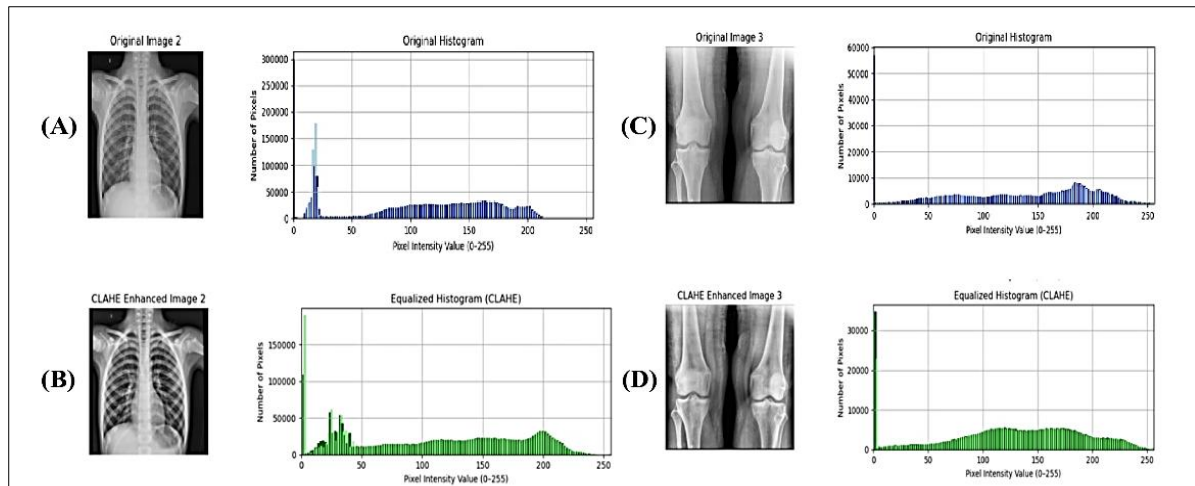 (A)
Original Image 2
Original Histogram
Number of Pixels
300000
250000
200000
150000
100000
50000
0
0 50 100 150 200 250
Pixel Intensity Value (0-255)
(C)
Original Image 3
Original Histogram
Number of Pixels
60000
50000
40000
30000
20000
10000
0
0 50 100 150 200 250
Pixel Intensity Value (0-255)
(B)
CLAHE Enhanced Image 2
Equalized Histogram (CLAHE)
Number of Pixels
150000
100000
50000
0
0 50 100 150 200 250
Pixel Intensity Value (0-255)
(D)
CLAHE Enhanced Image 3
Equalized Histogram (CLAHE)
Number of Pixels
30000
20000
10000
0
0 50 100 150 200 250
Pixel Intensity Value (0-255)